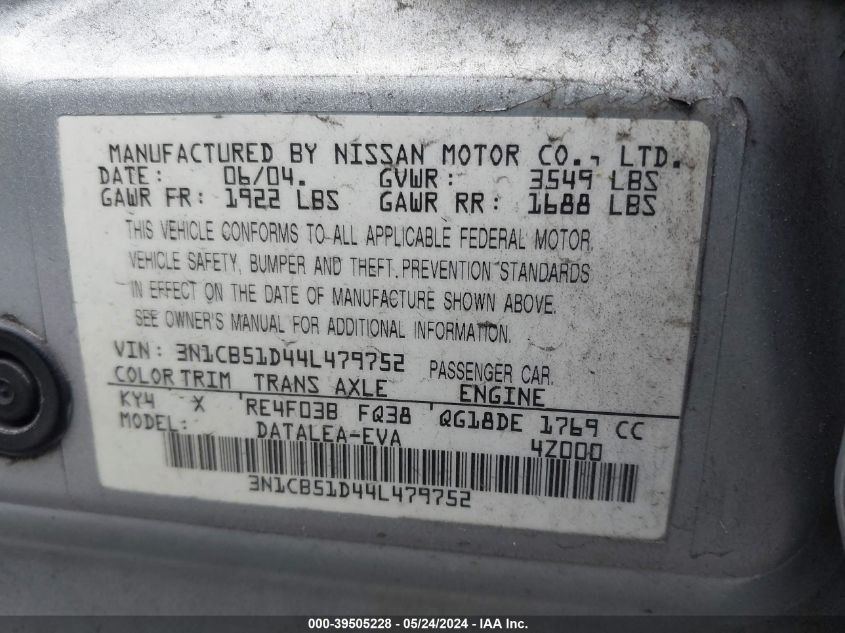 MANUFACTURED BY NISSAN MOTOR CO., LTD.
DATE: 06/04. GVWR: 3549 LBS
GAWR FR: 1922 LBS GAWR RR: 1688 LBS
THIS VEHICLE CONFORMS TO ALL APPLICABLE FEDERAL MOTOR
VEHICLE SAFETY, BUMPER AND THEFT PREVENTION STANDARDS
IN EFFECT ON THE DATE OF MANUFACTURE SHOWN ABOVE.
SEE OWNER'S MANUAL FOR ADDITIONAL INFORMATION.
VIN: 3N1CB51D44L479752 PASSENGER CAR.
COLOR TRIM TRANS AXLE ENGINE
KY4 X RE4F03B FQ38 QG18DE 1769 CC
MODEL: DATALEA-EVA 4Z000
3N1CB51D44L479752
000-39505228 - 05/24/2024 - IAA Inc.